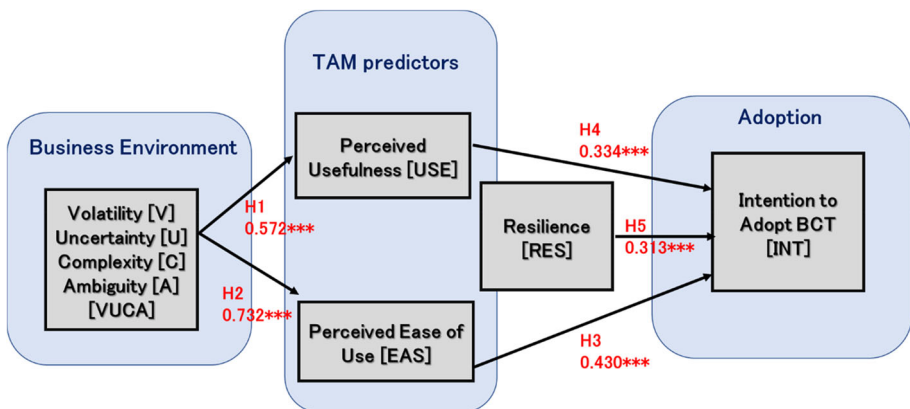 TAM predictors
Business Environment
Adoption
Volatility [V]
Uncertainty [U]
Complexity [C]
Ambiguity [A]
[VUCA]
H1
0.572***
H2
0.732***
Perceived
Usefulness [USE]
Perceived Ease of
Use [EAS]
Resilience
[RES]
H4
0.334***
H5
0.313***
H3
0.430***
Intention to
Adopt BCT
[INT]